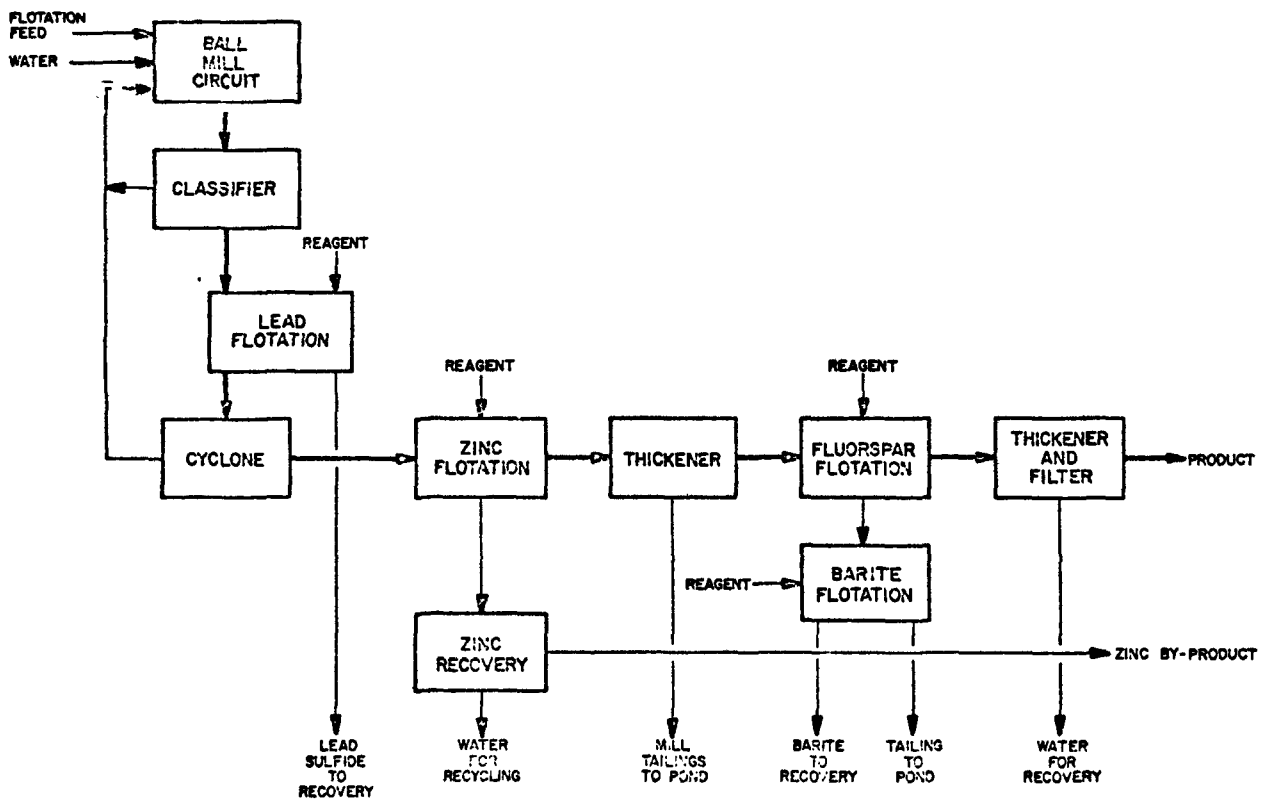 FLOTATION
FEED
WATER
BALL
MILL
CIRCUIT
CLASSIFIER
REAGENT
LEAD
FLOTATION
REAGENT
REAGENT
CYCLONE
ZINC
FLOTATION
THICKENER
FLUORSPAR
FLOTATION
THICKENER
AND
FILTER
PRODUCT
REAGENT
BARITE
FLOTATION
ZINC
RECOVERY
ZINC BY-PRODUCT
LEAD
SULFIDE
TO
RECOVERY
WATER
FOR
RECYCLING
MILL
TAILINGS
TO POND
BARITE
TO
RECOVERY
TAILING
TO
POND
WATER
FOR
RECOVERY